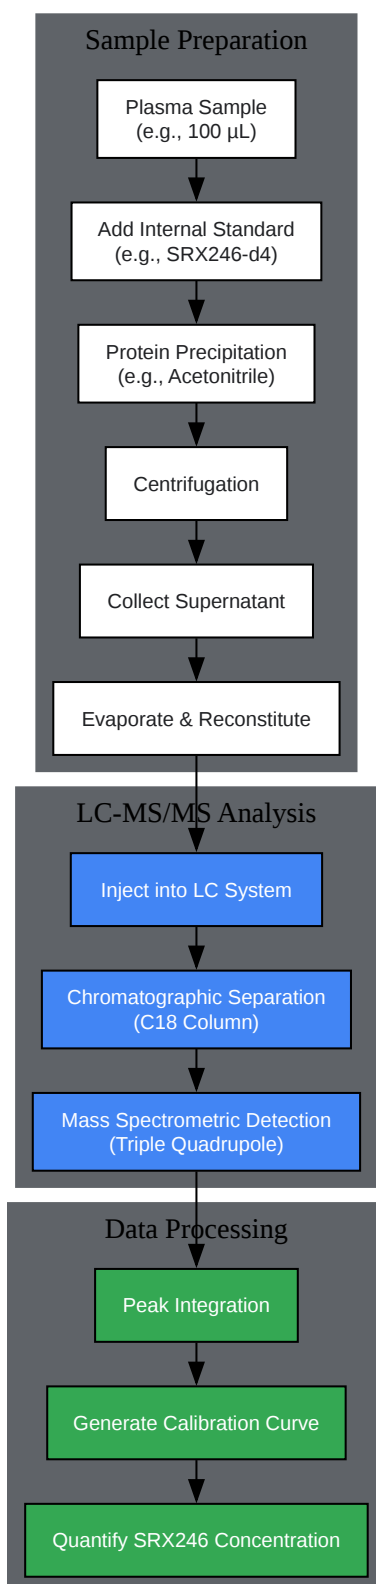 Sample Preparation
Plasma Sample
(e.g., 100 µL)
Add Internal Standard
(e.g., SRX246-d4)
Protein Precipitation
(e.g., Acetonitrile)
Centrifugation
Collect Supernatant
Evaporate & Reconstitute
LC-MS/MS Analysis
Inject into LC System
Chromatographic Separation
(C18 Column)
Mass Spectrometric Detection
(Triple Quadrupole)
Data Processing
Peak Integration
Generate Calibration Curve
Quantify SRX246 Concentration